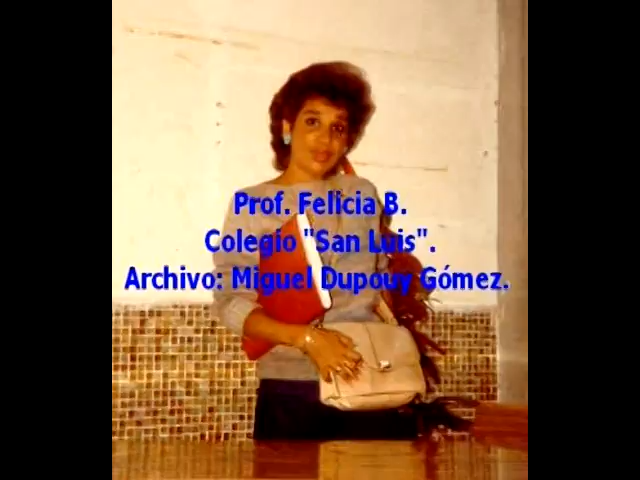 Prof. Felicia B.
Colegio "San Luis".
Archivo: Miguel Dupouy Gómez.